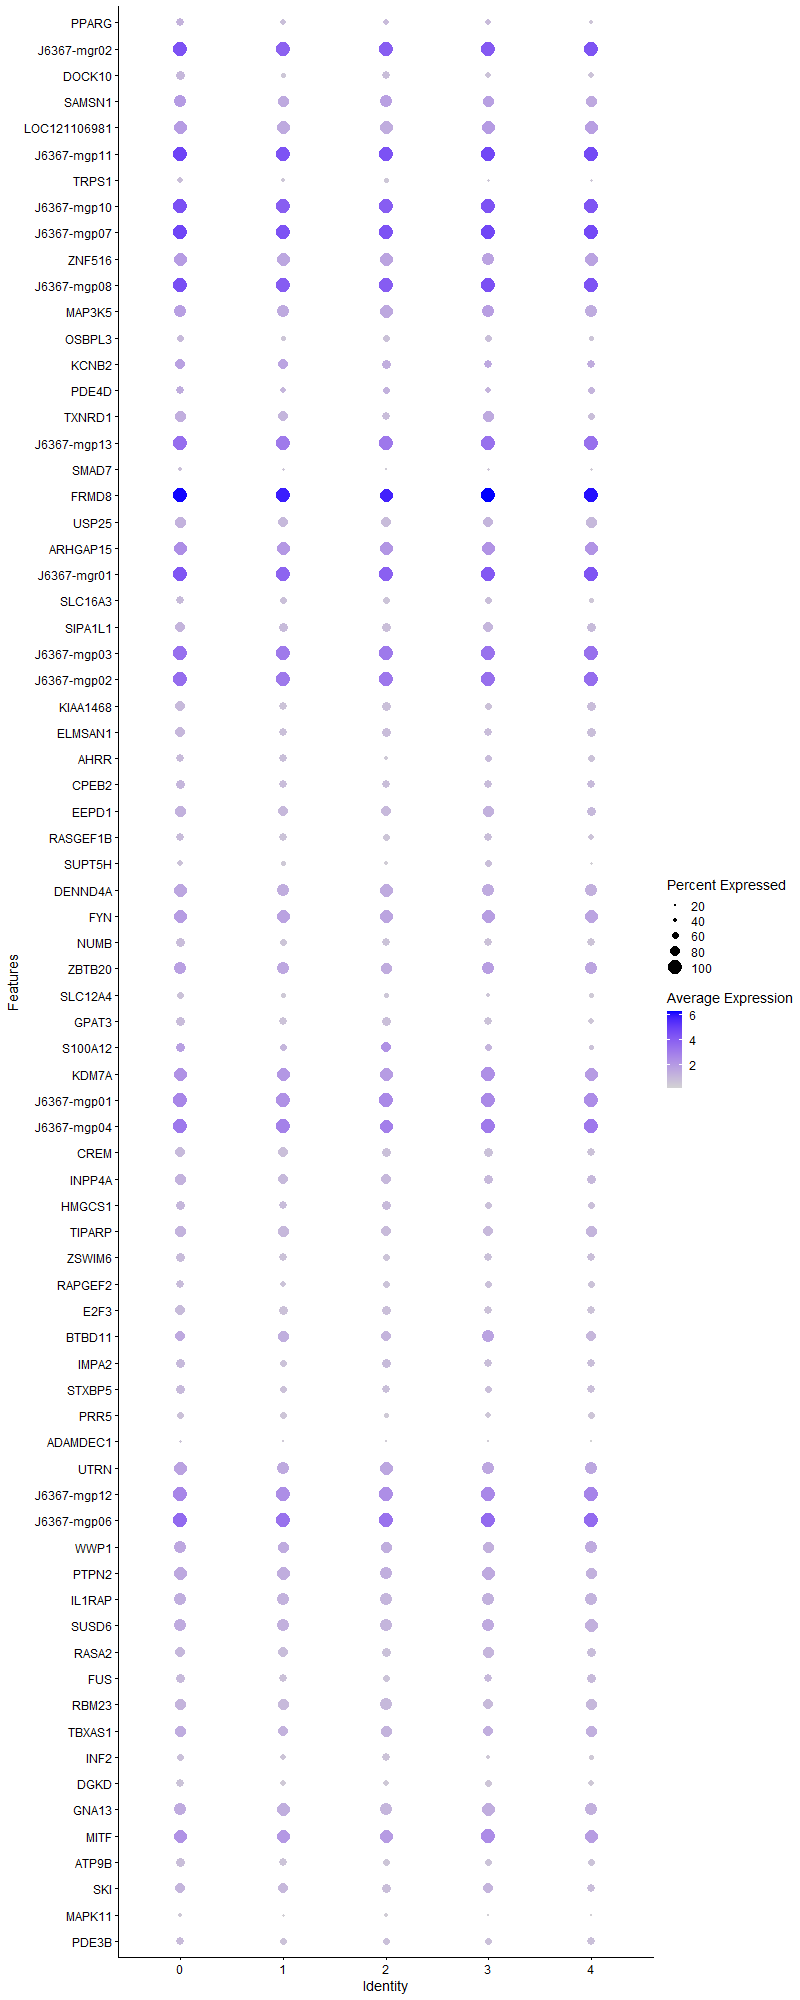 PPARG
J6367-mgr02
DOCK10
SAMSN1
LOC121106981
J6367-mgp11
TRPS1
J6367-mgp10
J6367-mgp07
ZNF516
J6367-mgp08
MAP3K5
OSBPL3
KCNB2
PDE4D
TXNRD1
J6367-mgp13
SMAD7
FRMD8
USP25
ARHGAP15
J6367-mgr01
SLC16A3
SIPA1L1
J6367-mgp03
J6367-mgp02
KIAA1468
ELMSAN1
AHRR
CPEB2
EEPD1
RASGEF1B
SUPT5H
DENND4A
FYN
NUMB
ZBTB20
SLC12A4
GPAT3
S100A12
KDM7A
J6367-mgp01
J6367-mgp04
CREM
INPP4A
HMGCS1
TIPARP
ZSWIM6
RAPGEF2
E2F3
BTBD11
IMPA2
STXBP5
PRR5
ADAMDEC1
UTRN
J6367-mgp12
J6367-mgp06
WWP1
PTPN2
IL1RAP
SUSD6
RASA2
FUS
RBM23
TBXAS1
INF2
DGKD
GNA13
MITF
ATP9B
SKI
MAPK11
PDE3B
Features
0 1 2 3 4
Identity
Percent Expressed
20
40
60
80
100
Average Expression
6
4
2